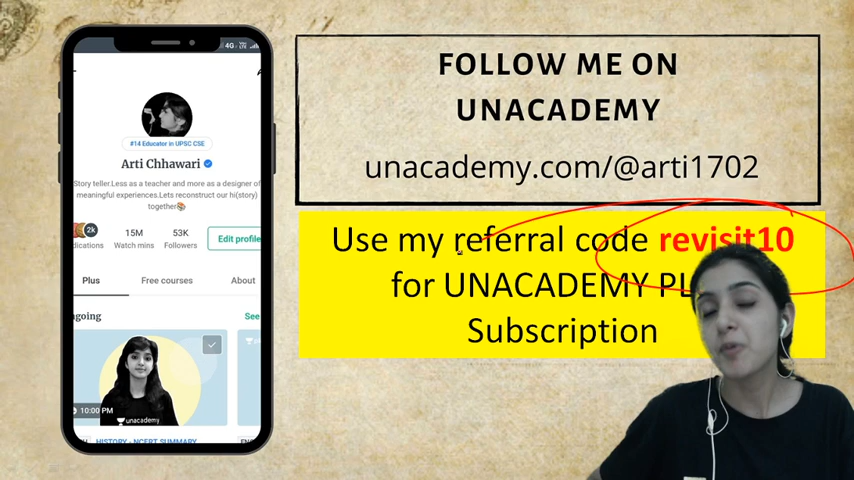 4G
#14 Educator in UPSC CSE
Arti Chhawari
Story teller.Less as a teacher and more as a designer of
meaningful experiences.Lets reconstruct our hi(story)
together
2k
15M
53K
Edit profile
dications
Watch mins
Followers
Plus
Free courses
About
ngoing
See
10:00 PM
unacademy
HISTORY - NCERT SUMMARY
FOLLOW ME ON
UNACADEMY
unacademy.com/@arti1702
Use my referral code revisit10
for UNACADEMY PL
Subscription